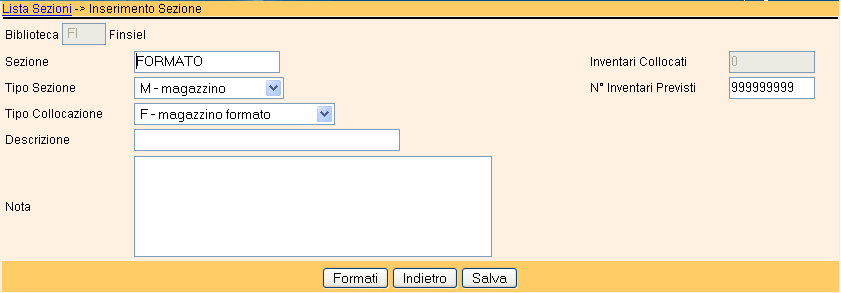 Lista Sezioni -> Inserimento Sezione
Biblioteca FI Finsiel
Sezione FORMATO Inventari Collocati 0
Tipo Sezione M - magazzino N° Inventari Previsti 999999999
Tipo Collocazione F - magazzino formato
Descrizione
Nota
Formati Indietro Salva